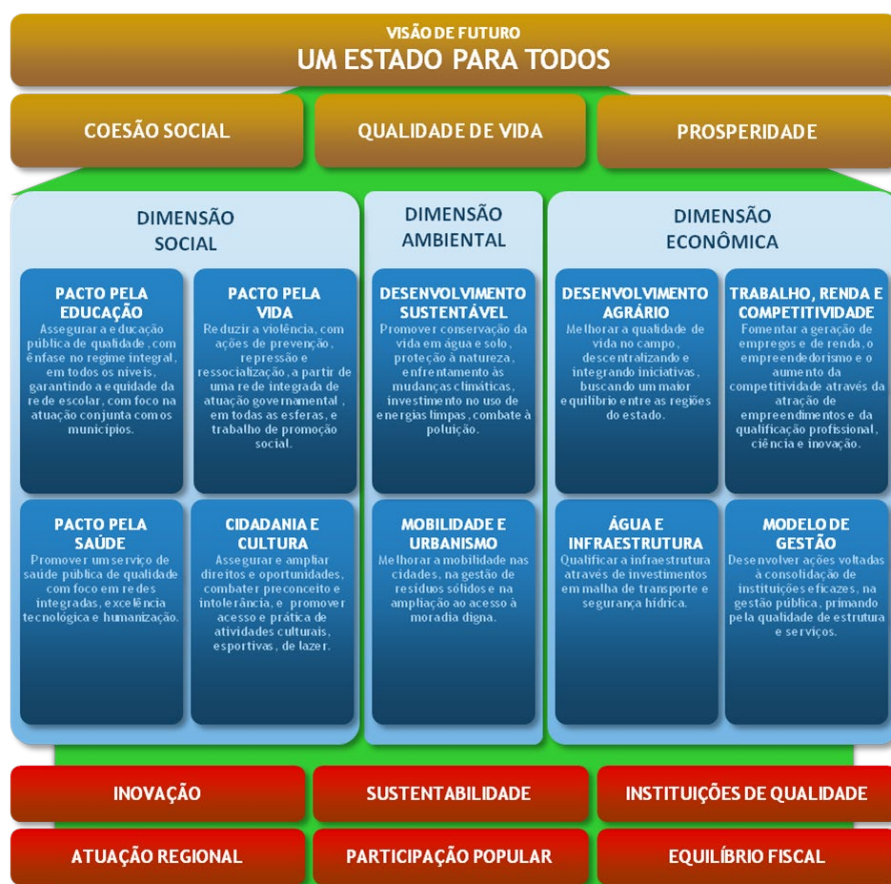 VISÃO DE FUTURO
UM ESTADO PARA TODOS
COESÃO SOCIAL
QUALIDADE DE VIDA
PROSPERIDADE
DIMENSÃO
SOCIAL
PACTO PELA
EDUCAÇÃO
Assegurar a educação
pública de qualidade, com
ênfase no regime integral,
em todos os níveis,
garantindo a equidade da
rede escolar, com foco na
atuação conjunta com os
municípios.
PACTO PELA
VIDA
Reduzir a violência, com
ações de prevenção,
repressão e
ressocialização, a partir de
uma rede integrada de
atuação governamental,
em todas as esferas, e
trabalho de promoção
social.
PACTO PELA
SAÚDE
Promover um serviço de
saúde pública de qualidade
com foco em redes
integradas, excelência
tecnológica e humanização.
CIDADANIA E
CULTURA
Assegurar e ampliar
direitos e oportunidades,
combater preconceito e
intolerância, e promover
acesso e prática de
atividades culturais,
esportivas, de lazer.
DIMENSÃO
AMBIENTAL
DESENVOLVIMENTO
SUSTENTÁVEL
Promover conservação da
vida em água e solo,
proteção à natureza,
enfrentamento às
mudanças climáticas,
investimento no uso de
energias limpas, combate à
poluição.
MOBILIDADE E
URBANISMO
Melhorar a mobilidade nas
cidades, na gestão de
resíduos sólidos e na
ampliação ao acesso à
moradia digna.
DIMENSÃO
ECONÔMICA
DESENVOLVIMENTO
AGRÁRIO
Melhorar a qualidade de
vida no campo,
descentralizando e
integrando iniciativas,
buscando um maior
equilíbrio entre as regiões
do estado.
TRABALHO, RENDA E
COMPETITIVIDADE
Fomentar a geração de
empregos e de renda, o
empreendedorismo e o
aumento da
competitividade através da
atração de
empreendimentos e da
qualificação profissional,
ciência e inovação.
ÁGUA E
INFRAESTRUTURA
Qualificar a infraestrutura
através de investimentos
em malha de transporte e
segurança hídrica.
MODELO DE
GESTÃO
Desenvolver ações voltadas
à consolidação de
instituições eficazes, na
gestão pública, primando
pela qualidade de estrutura
e serviços.
INOVAÇÃO
SUSTENTABILIDADE
INSTITUIÇÕES DE QUALIDADE
ATUAÇÃO REGIONAL
PARTICIPAÇÃO POPULAR
EQUILÍBRIO FISCAL